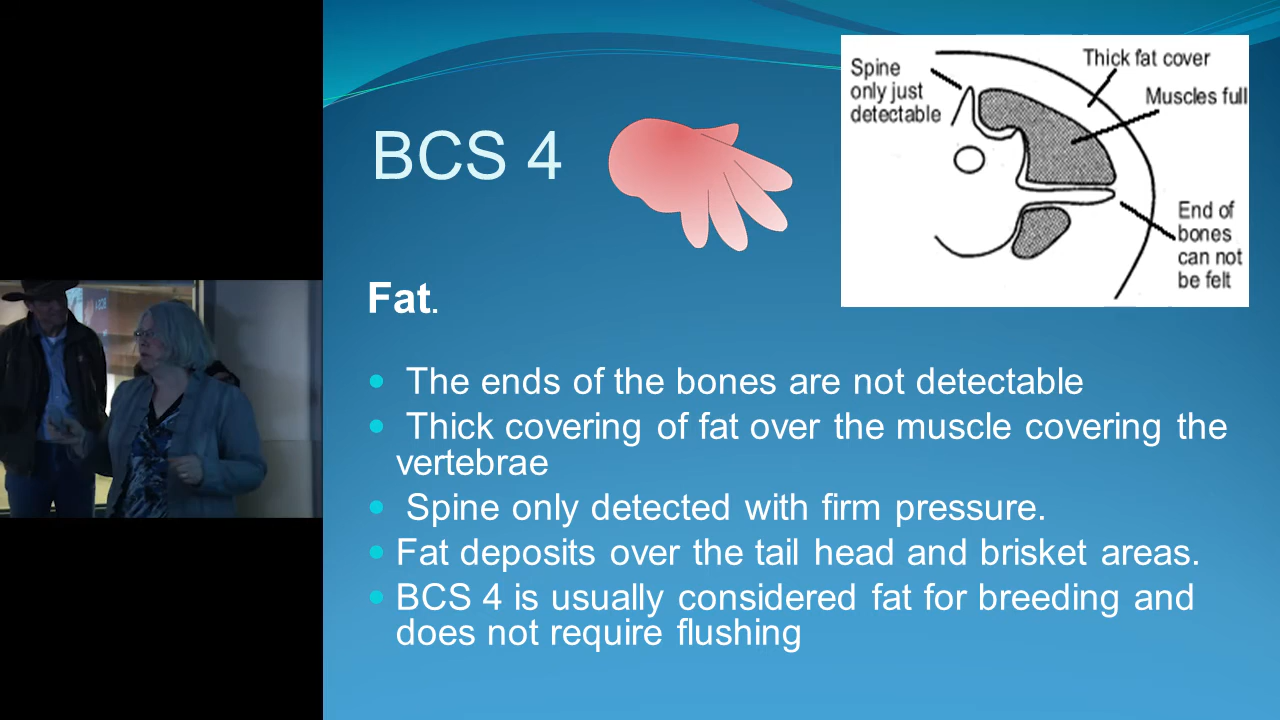 BCS 4
Spine
only just
detectable
Thick fat cover
Muscles full
End of
bones
can not
be felt
Fat.
The ends of the bones are not detectable
Thick covering of fat over the muscle covering the
vertebrae
Spine only detected with firm pressure.
Fat deposits over the tail head and brisket areas.
BCS 4 is usually considered fat for breeding and
does not require flushing